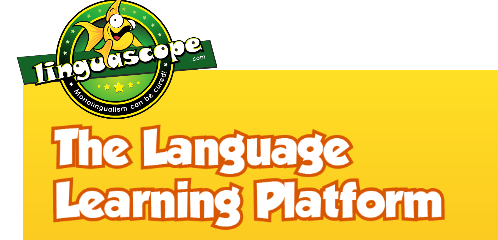 linguascope
.com
Monolingualism can be cured!
The Language
Learning Platform